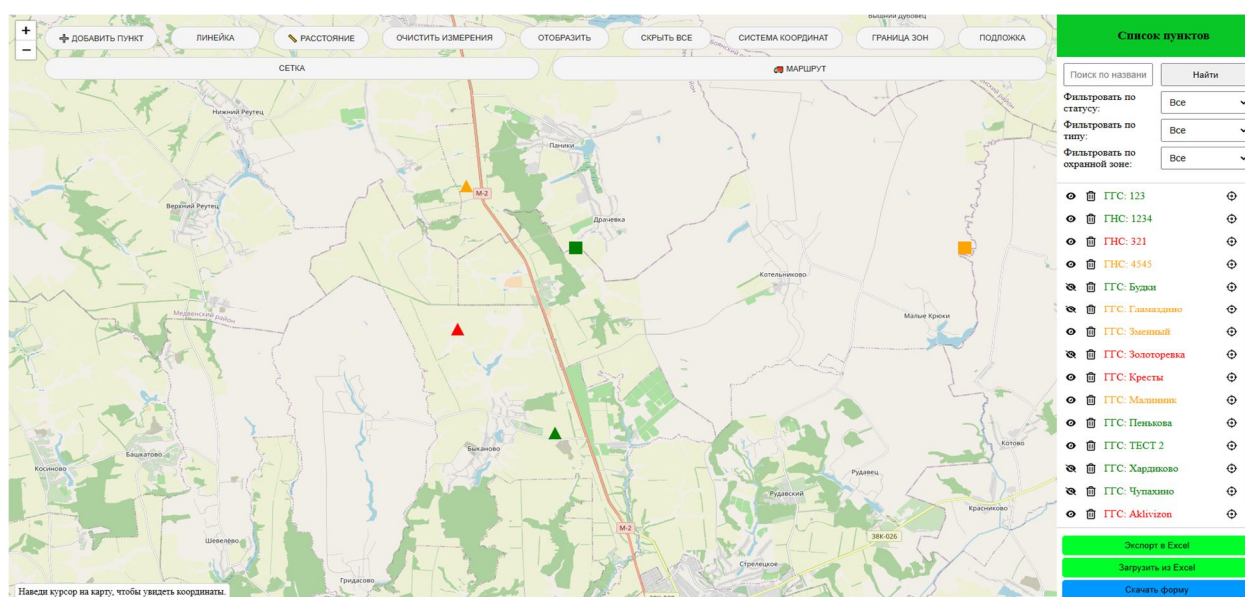 +
−
ДОБАВИТЬ ПУНКТ
ЛИНЕЙКА
РАССТОЯНИЕ
ОЧИСТИТЬ ИЗМЕРЕНИЯ
ОТОБРАЗИТЬ
СКРЫТЬ ВСЕ
СИСТЕМА КООРДИНАТ
ГРАНИЦА ЗОН
ПОДЛОЖКА
СЕТКА
МАРШРУТ
Вышний Дубовец
Нижний Реутец
Паники
М-2
Верхний Реутец
Драчевка
Котельниково
Медвенский район
Малые Крюки
Быканово
Котово
Башкатово
Косиново
Рудавец
Рудавский
Красниково
М-2
38К-026
Шевелёво
Стрелецкое
Гридасово
Наведи курсор на карту, чтобы увидеть координаты.
Список пунктов
Поиск по названи
Найти
Фильтровать по
статусу:
Все
Фильтровать по
типу:
Все
Фильтровать по
охранной зоне:
Все
ГГС: 123
ГНС: 1234
ГНС: 321
ГНС: 4545
ГГС: Будки
ГГС: Гламаздино
ГГС: Змеиный
ГГС: Золоторевка
ГГС: Кресты
ГГС: Малинник
ГГС: Пенькова
ГГС: ТЕСТ 2
ГГС: Хардиково
ГГС: Чупахино
ГГС: Aklivizon
Экспорт в Excel
Загрузить из Excel
Скачать форму